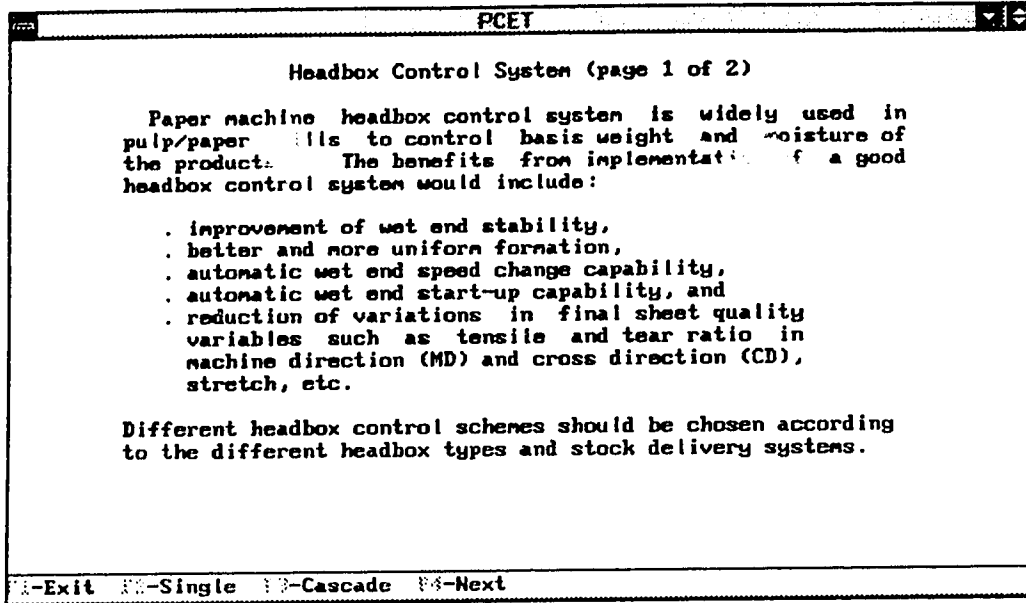 PCET
Headbox Control System (page 1 of 2)
Paper machine headbox control system is widely used in
pulp/paper to control basis weight and moisture of
the product. The benefits from a good
headbox control system would include:
. improvement of wet end stability,
. better and more uniform formation,
. automatic wet end speed change capability,
. automatic wet end start-up capability, and
. reduction of variations in final sheet quality
variables such as tensile and tear ratio in
machine direction (MD) and cross direction (CD),
stretch, etc.
Different headbox control schemes should be chosen according
to the different headbox types and stock delivery systems.
-Exit -Single -Cascade -Next